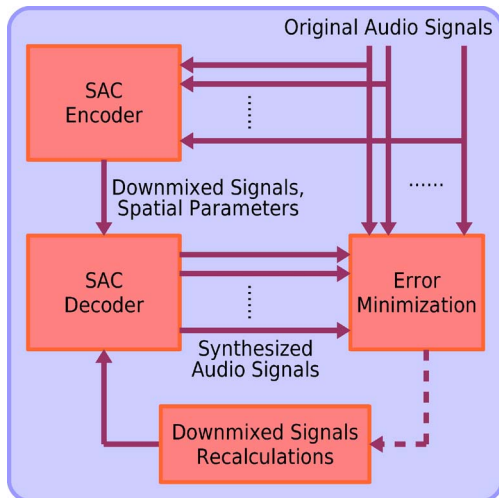 Original Audio Signals
SAC
Encoder
......
Downmixed Signals,
Spatial Parameters
......
SAC
Decoder
......
Error
Minimization
Synthesized
Audio Signals
Downmixed Signals
Recalculations